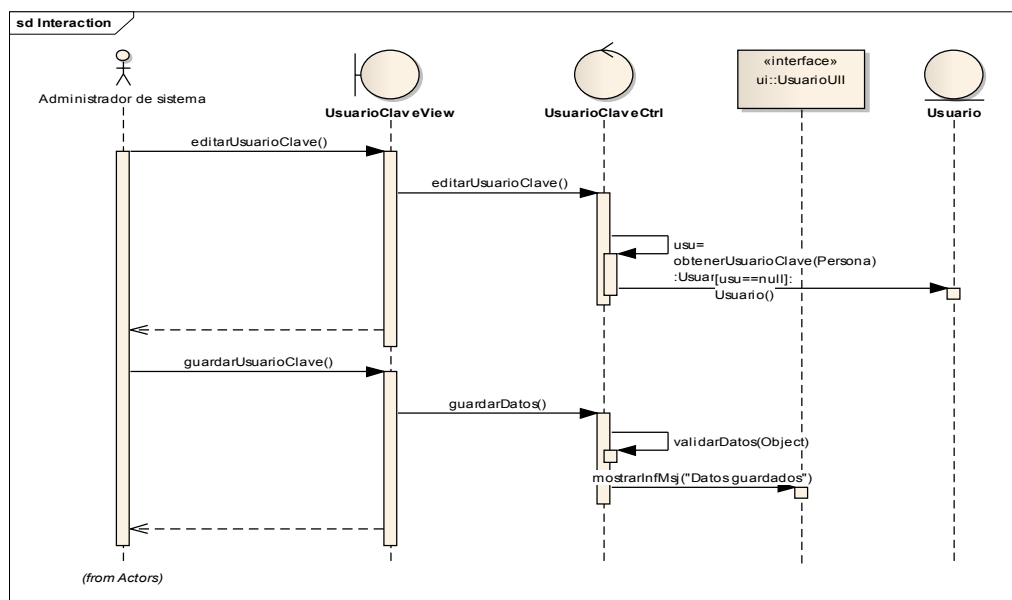 sd Interaction
Administrador de sistema
UsuarioClaveView
UsuarioClaveCtrl
«interface»
ui::UsuarioUII
Usuario
editarUsuarioClave()
editarUsuarioClave()
usu=
obtenerUsuarioClave(Persona)
[usu==null]:
Usuario()
guardarUsuarioClave()
guardarDatos()
validarDatos(Object)
mostrarInfMsj("Datos guardados")
(from Actors)